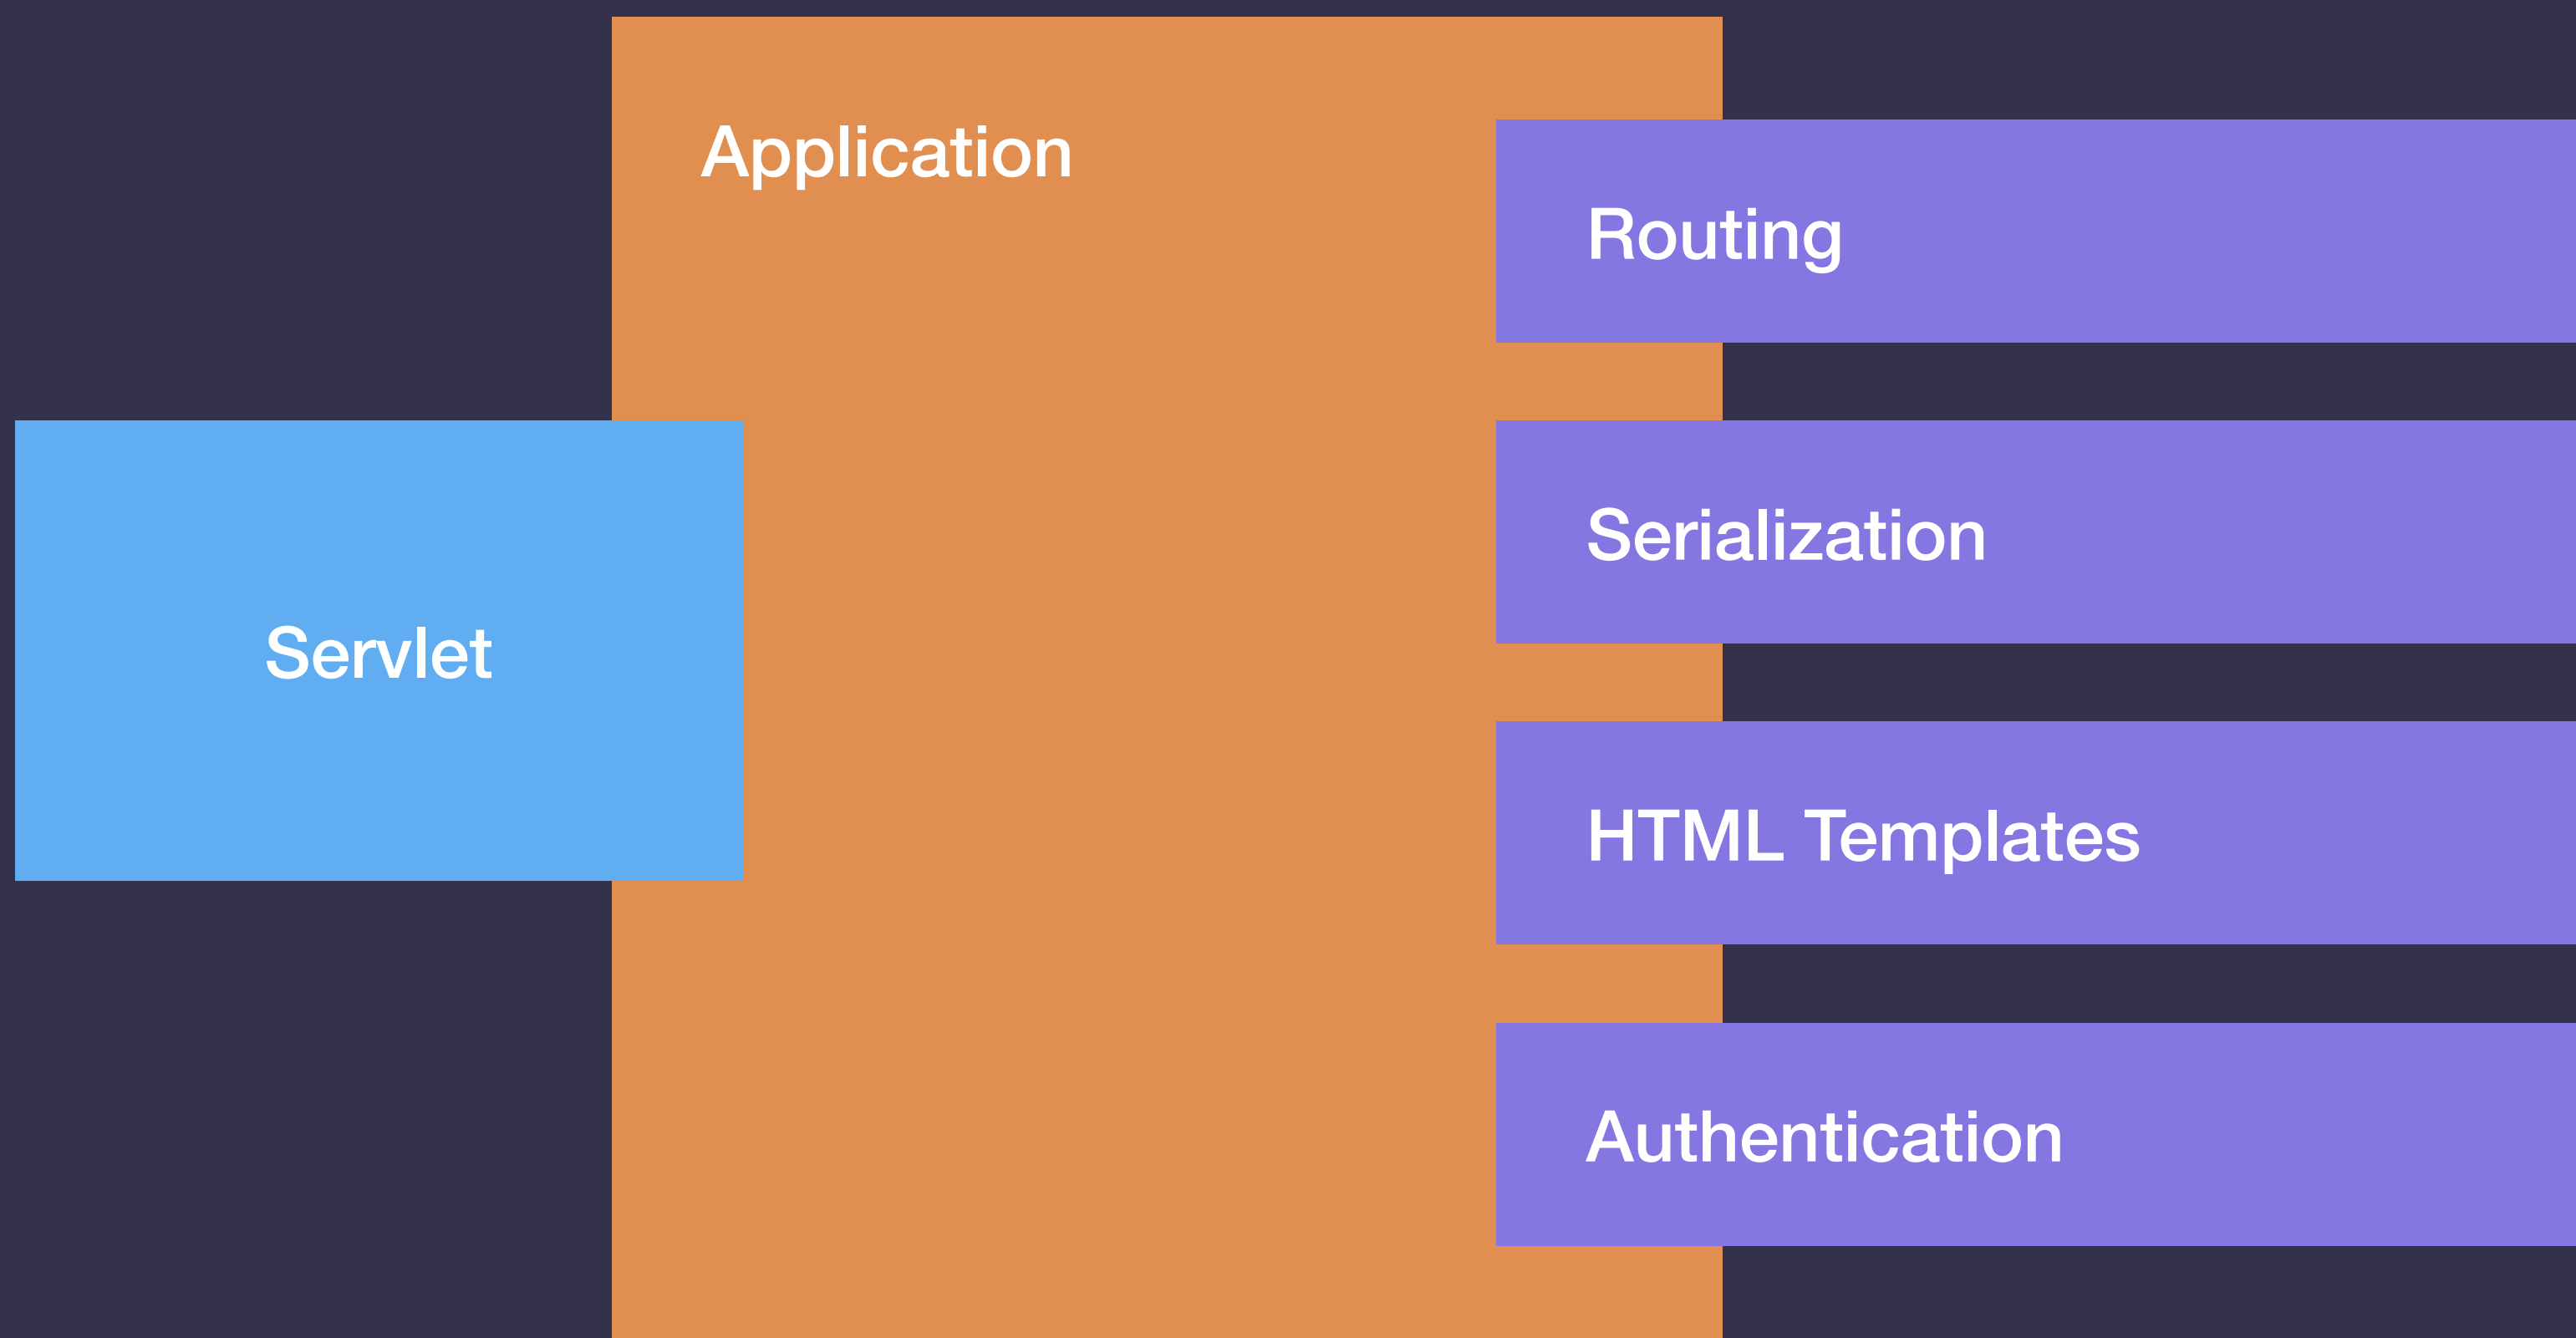 Application
Routing
Serialization
Servlet
HTML Templates
Authentication